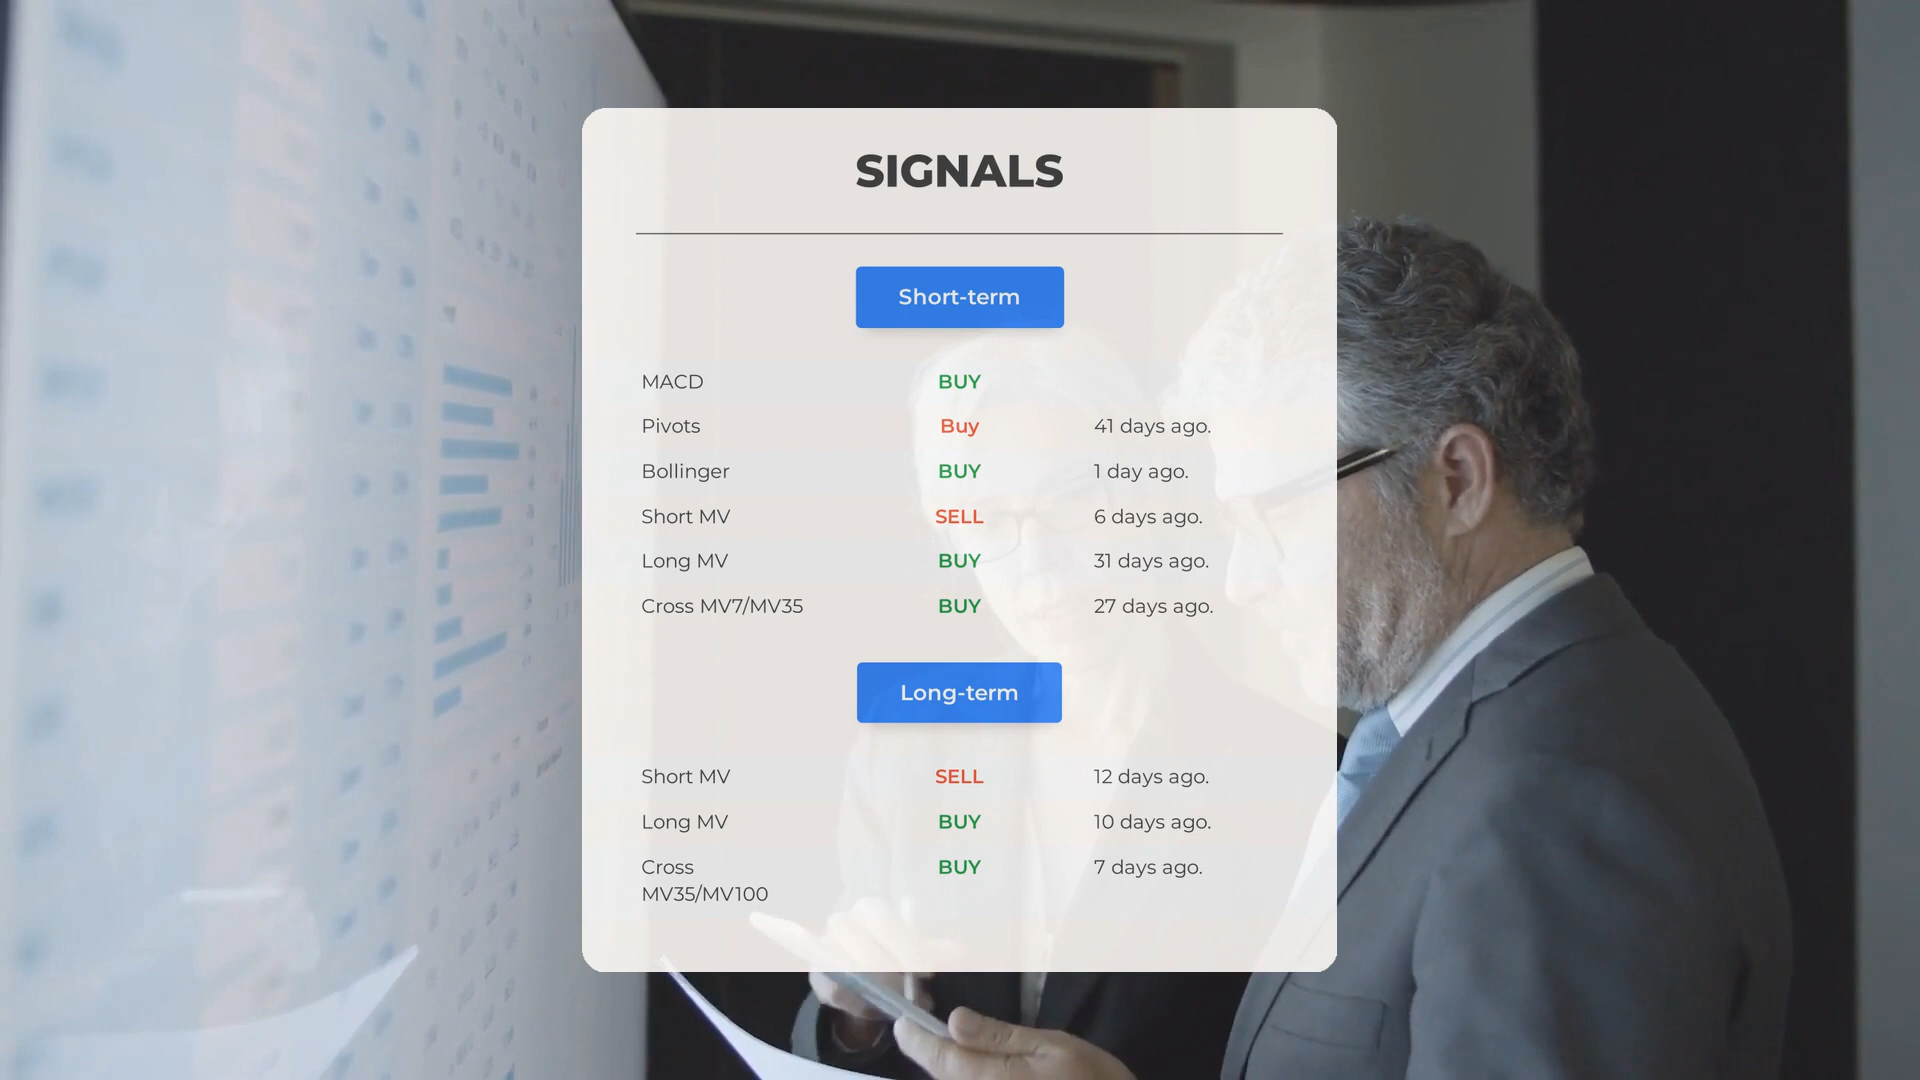 SIGNALS
Short-term
MACD BUY
Pivots Buy 41 days ago.
Bollinger BUY 1 day ago.
Short MV SELL 6 days ago.
Long MV BUY 31 days ago.
Cross MV7/MV35 BUY 27 days ago.
Long-term
Short MV SELL 12 days ago.
Long MV BUY 10 days ago.
Cross BUY 7 days ago.
MV35/MV100